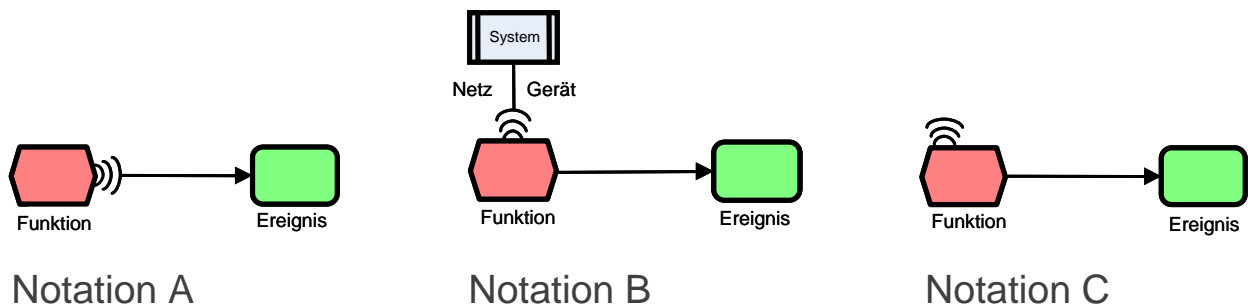 System
Netz Gerät
Funktion
Ereignis
Funktion
Ereignis
Funktion
Ereignis
Notation A
Notation B
Notation C